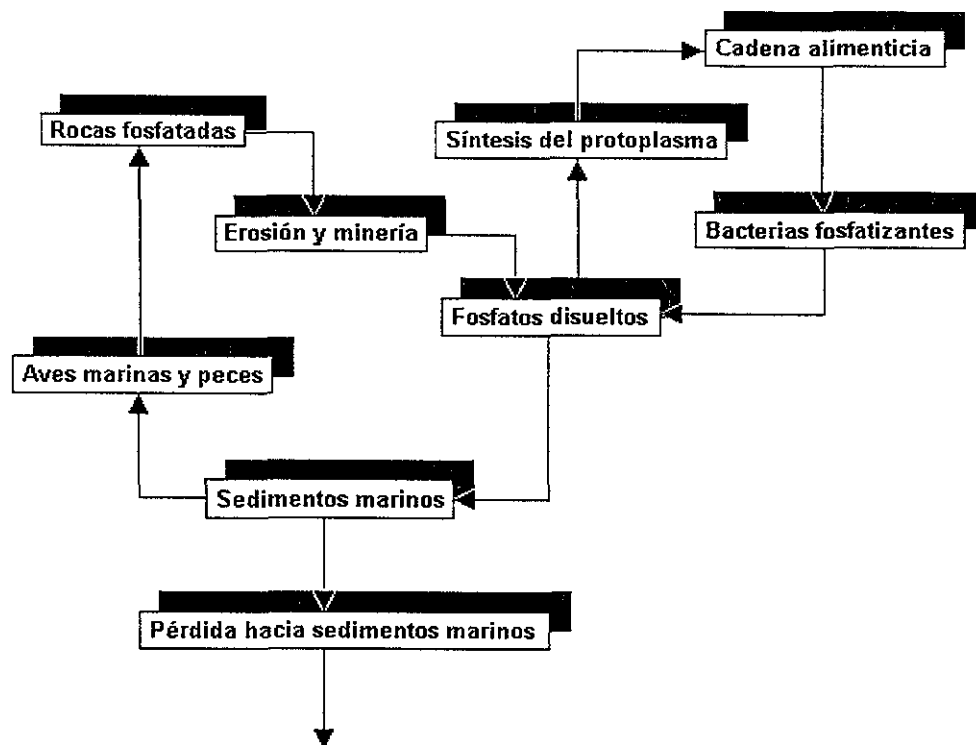 Cadena alimenticia
Rocas fosfatadas
Síntesis del protoplasma
Erosión y minería
Bacterias fosfatizantes
Fosfatos disueltos
Aves marinas y peces
Sedimentos marinos
Pérdida hacia sedimentos marinos